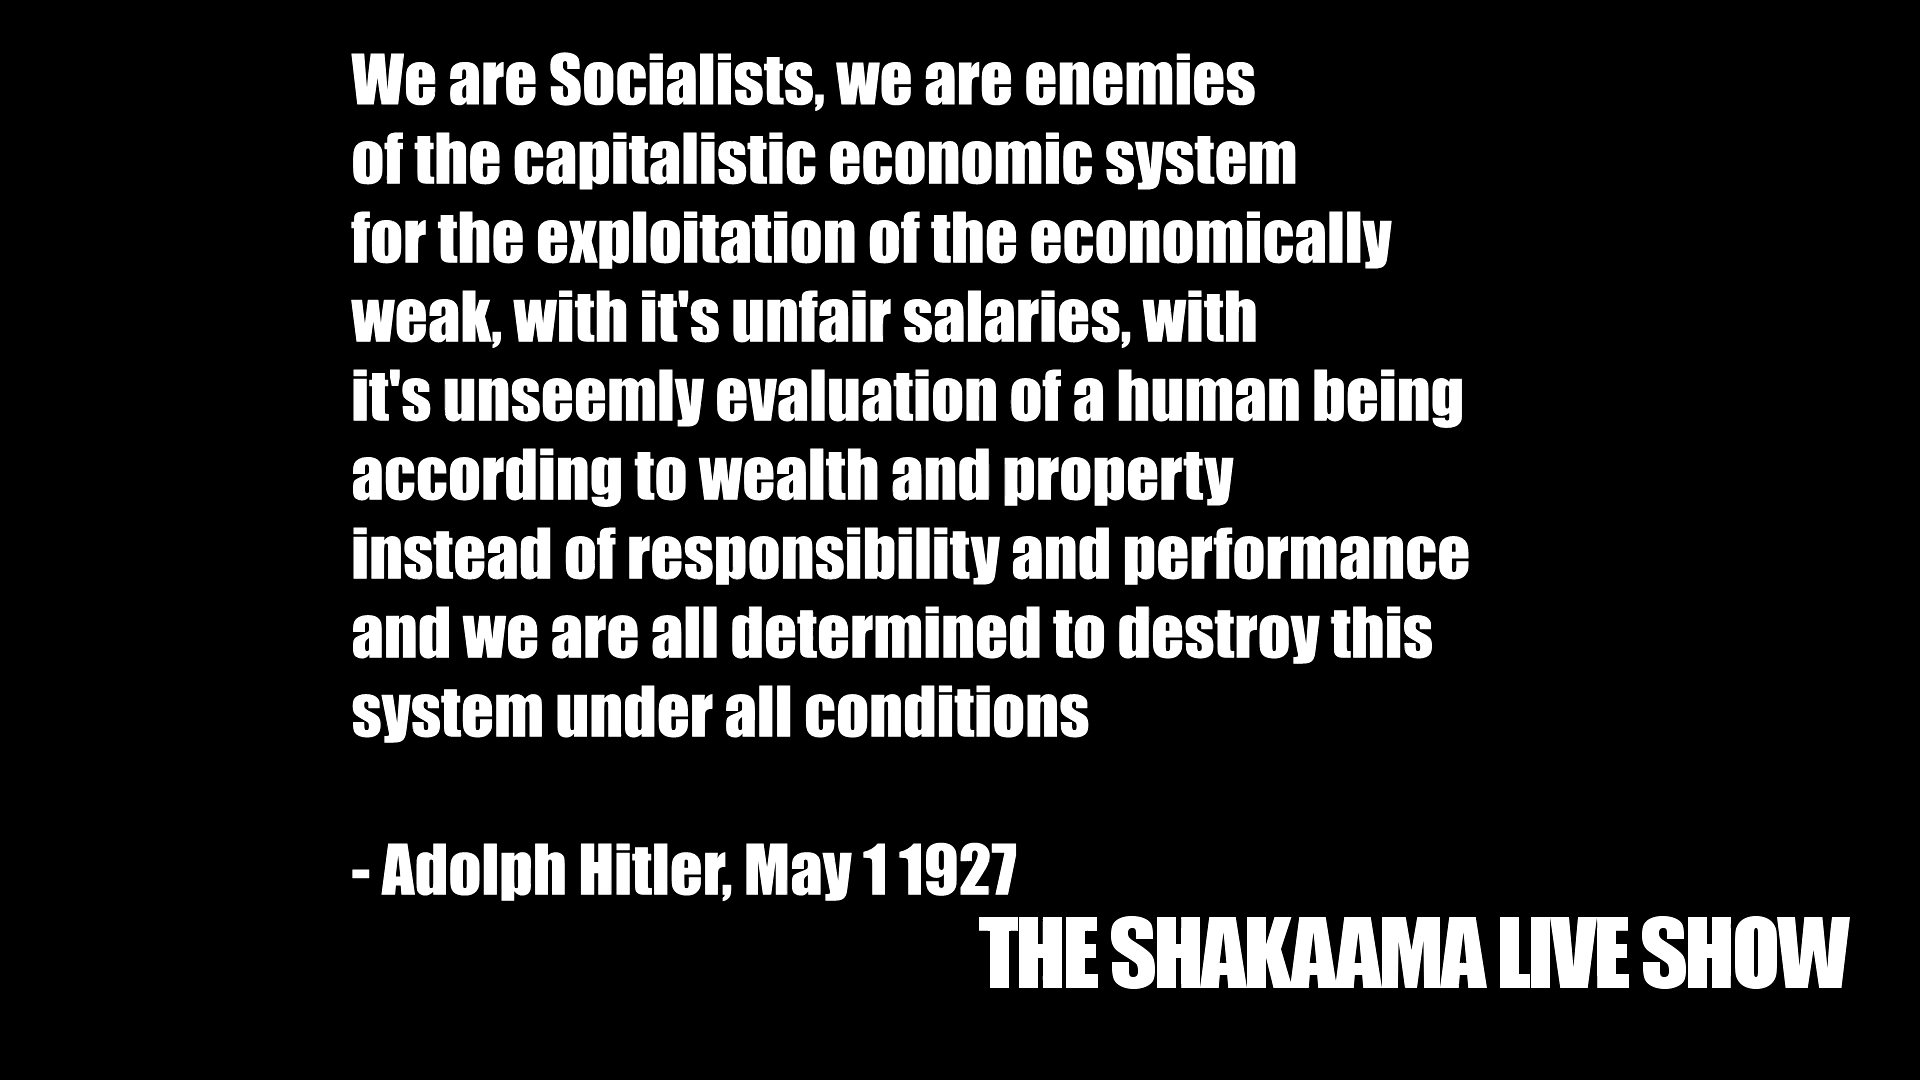 We are Socialists, we are enemies
of the capitalistic economic system
for the exploitation of the economically
weak, with it's unfair salaries, with
it's unseemly evaluation of a human being
according to wealth and property
instead of responsibility and performance
and we are all determined to destroy this
system under all conditions
- Adolph Hitler, May 1 1927
THE SHAKAAMA LIVE SHOW